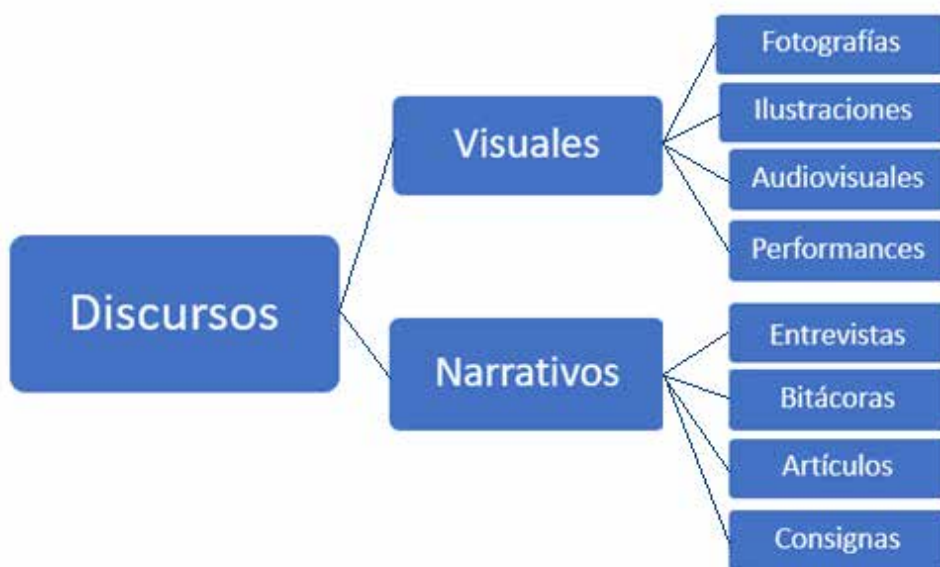 Discursos
Visuales
Fotografías
Ilustraciones
Audiovisuales
Performances
Narrativos
Entrevistas
Bitácoras
Artículos
Consignas